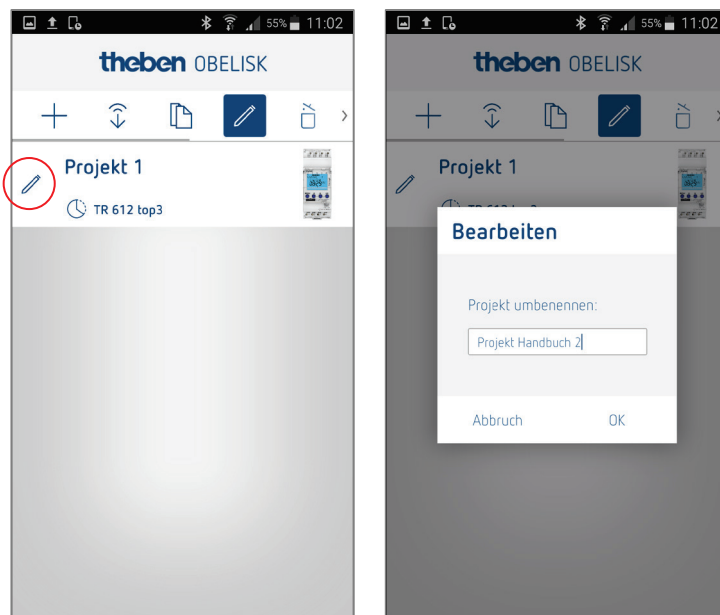 55% 11:02
theben OBELISK
Projekt 1
TR 612 top3
55% 11:02
theben OBELISK
Projekt 1
Bearbeiten
Projekt umbenennen:
Projekt Handbuch 2
Abbruch OK